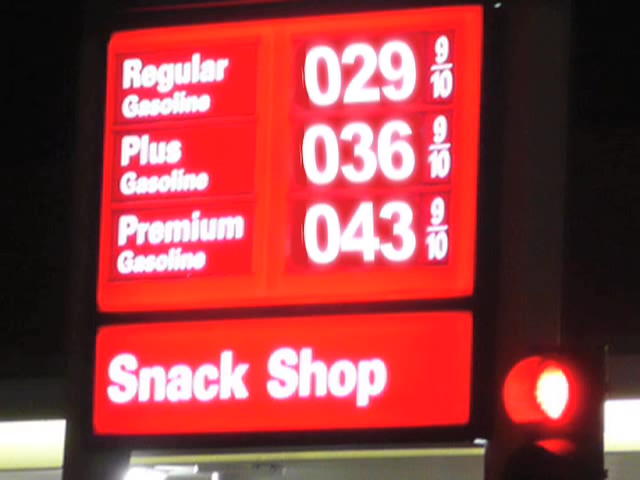 Regular 029 9/10
Gasoline
Plus 036 9/10
Gasoline
Premium 043 9/10
Gasoline
Snack Shop